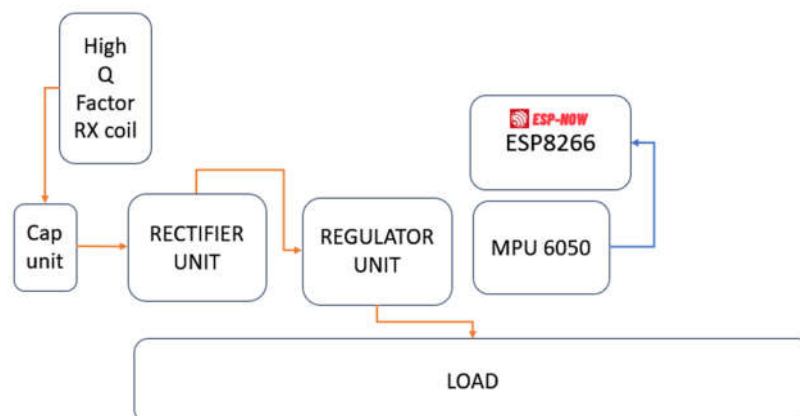 High
Q
Factor
RX coil
ESP-NOW
ESP8266
Cap
unit
RECTIFIER
UNIT
REGULATOR
UNIT
MPU 6050
LOAD